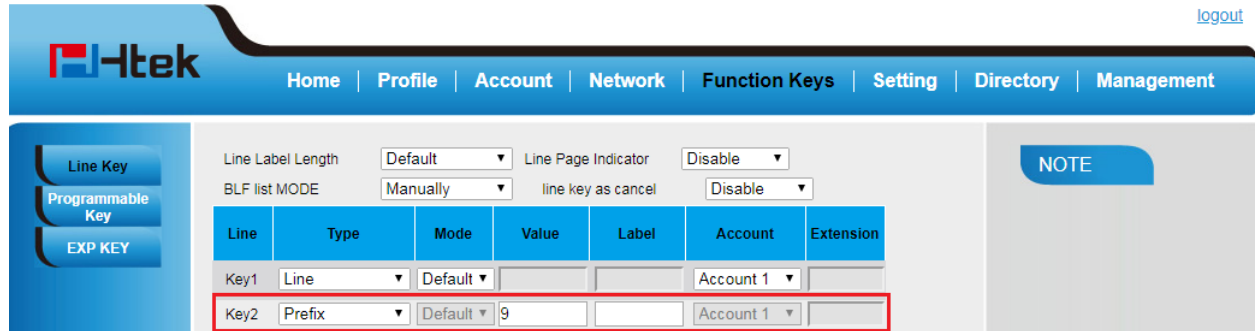 logout
Htek
Home | Profile | Account | Network | Function Keys | Setting | Directory | Management
Line Key
Programmable Key
EXP KEY
Line Label Length Default Line Page Indicator Disable
BLF list MODE Manually line key as cancel Disable
Line Type Mode Value Label Account Extension
Key1 Line Default Account 1
Key2 Prefix Default 9 Account 1
NOTE